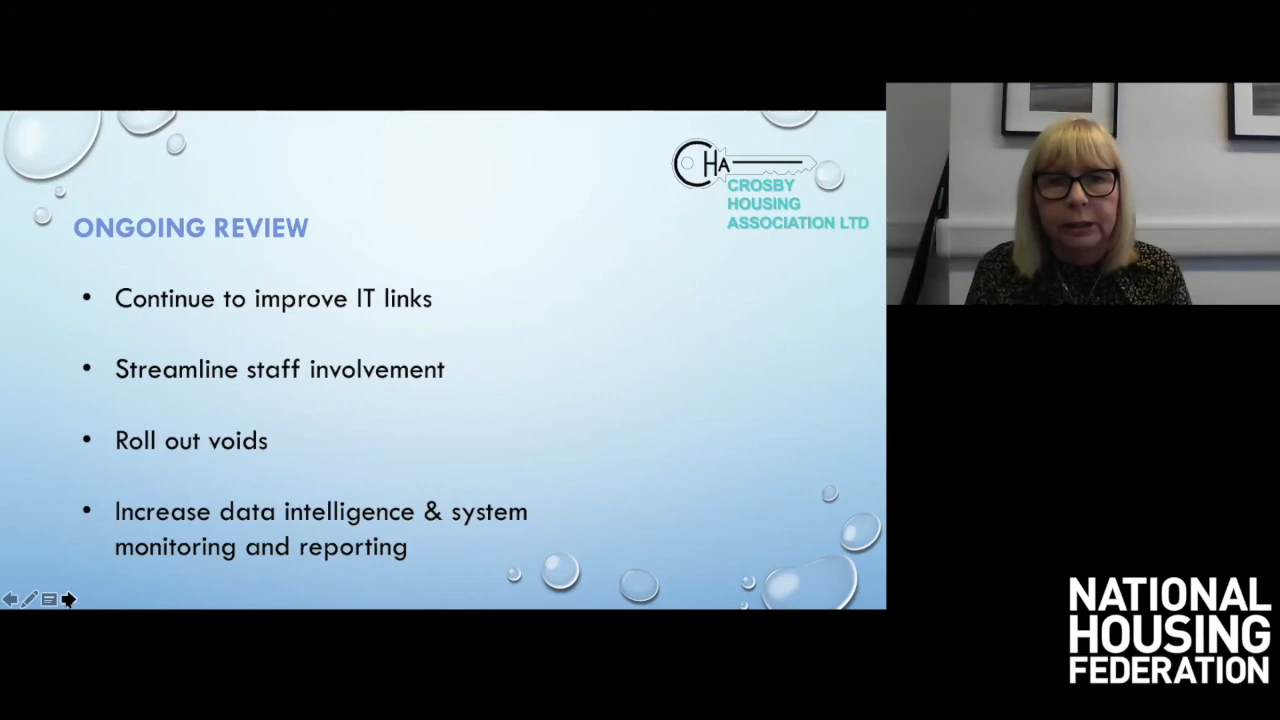 CHA
CROSBY
HOUSING
ASSOCIATION LTD
ONGOING REVIEW
• Continue to improve IT links
• Streamline staff involvement
• Roll out voids
• Increase data intelligence & system
monitoring and reporting
NATIONAL
HOUSING
FEDERATION